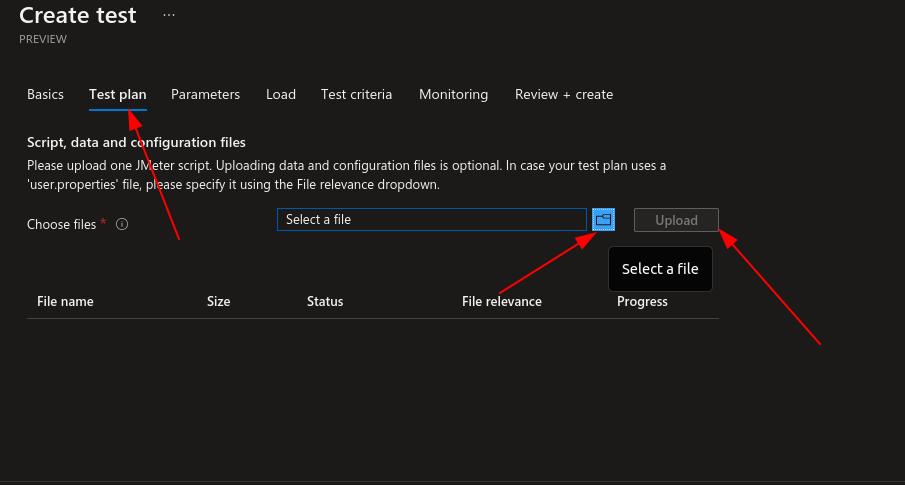 Create test ...
PREVIEW
Basics Test plan Parameters Load Test criteria Monitoring Review + create
Script, data and configuration files
Please upload one JMeter script. Uploading data and configuration files is optional. In case your test plan uses a
'user.properties' file, please specify it using the File relevance dropdown.
Choose files * Select a file Upload
Select a file
File name Size Status File relevance Progress